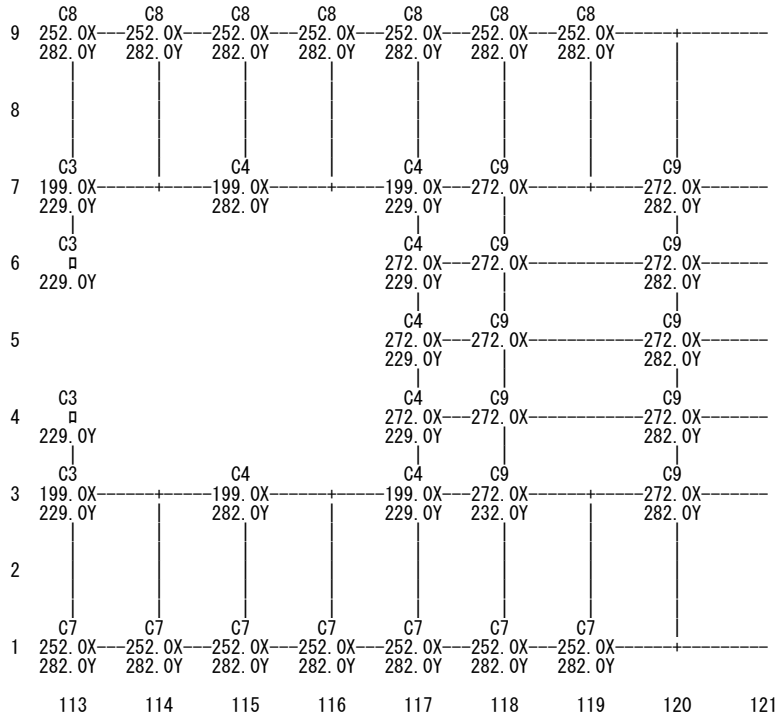 C8 C8 C8 C8 C8 C8 C8
9 252.0X---252.0X---252.0X---252.0X---252.0X---252.0X---252.0X------+---------
282.0Y 282.0Y 282.0Y 282.0Y 282.0Y 282.0Y 282.0Y
8
C3 C4 C4 C9 C9
7 199.0X------+------199.0X------+------199.0X---272.0X------+------272.0X-------
229.0Y 282.0Y 229.0Y 282.0Y
C3 C4 C9 C9
6 ¤ 272.0X---272.0X-------------272.0X-------
229.0Y 229.0Y 282.0Y
C4 C9 C9
5 272.0X---272.0X-------------272.0X-------
229.0Y 282.0Y
C3 C4 C9 C9
4 ¤ 272.0X---272.0X-------------272.0X-------
229.0Y 229.0Y 282.0Y
C3 C4 C4 C9 C9
3 199.0X------+------199.0X------+------199.0X---272.0X------+------272.0X-------
229.0Y 282.0Y 229.0Y 232.0Y 282.0Y
2
C7 C7 C7 C7 C7 C7 C7
1 252.0X---252.0X---252.0X---252.0X---252.0X---252.0X---252.0X------+---------
282.0Y 282.0Y 282.0Y 282.0Y 282.0Y 282.0Y 282.0Y
113 114 115 116 117 118 119 120 121